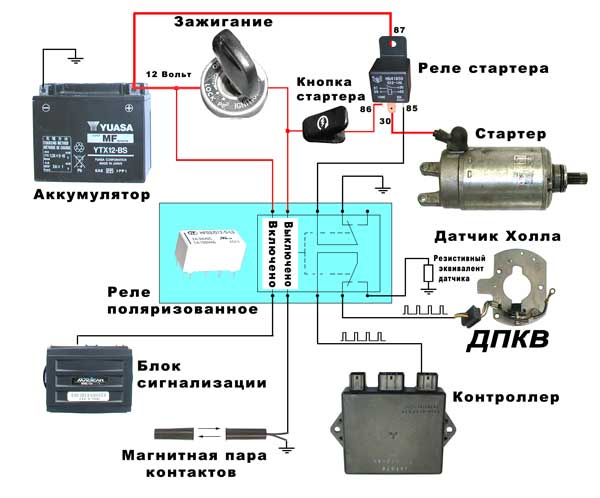 Зажигание
87
12 Вольт
Реле стартера
Кнопка
стартера
86
85
30
YUASA
MF
YTX12-BS
Стартер
Аккумулятор
Включено
Выключено
Датчик Холла
Резистивный
эквивалент
датчика
Реле
поляризованное
ДПКВ
Блок
сигнализации
Контроллер
Магнитная пара
контактов